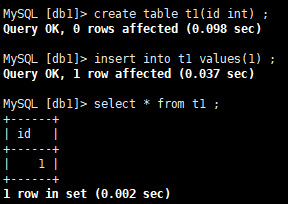 MySQL [db1]> create table t1(id int) ;
Query OK, 0 rows affected (0.098 sec)
MySQL [db1]> insert into t1 values(1) ;
Query OK, 1 row affected (0.037 sec)
MySQL [db1]> select * from t1 ;
+------+
| id   |
+------+
|    1 |
+------+
1 row in set (0.002 sec)